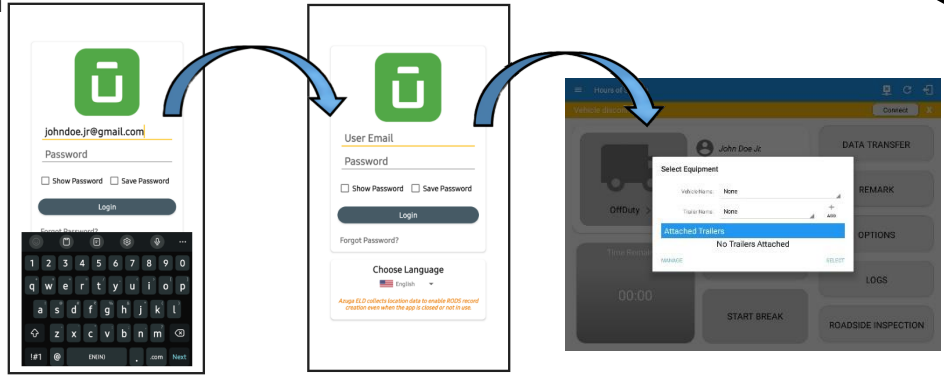 johndoe.jr@gmail.com
Password
Show Password Save Password
Login
Forgot Password?
1 2 3 4 5 6 7 8 9 0
q w e r t y u i o p
a s d f g h j k l
z x c v b n m
!#1 @ EN(IN) . .com Next
User Email
Password
Show Password Save Password
Login
Forgot Password?
Choose Language
English
Azuga ELD collects location data to enable RODS record
creation even when the app is closed or not in use.
Hours of
Vehicle Connect X
John Doe Jr.
DATA TRANSFER
Select Equipment
Vehicle Name: None
REMARK
OffDuty >
Trailer Name: None + ADD
Attached Trailers
OPTIONS
No Trailers Attached
Time
MANAGE SELECT
LOGS
00:00
START BREAK
ROADSIDE INSPECTION